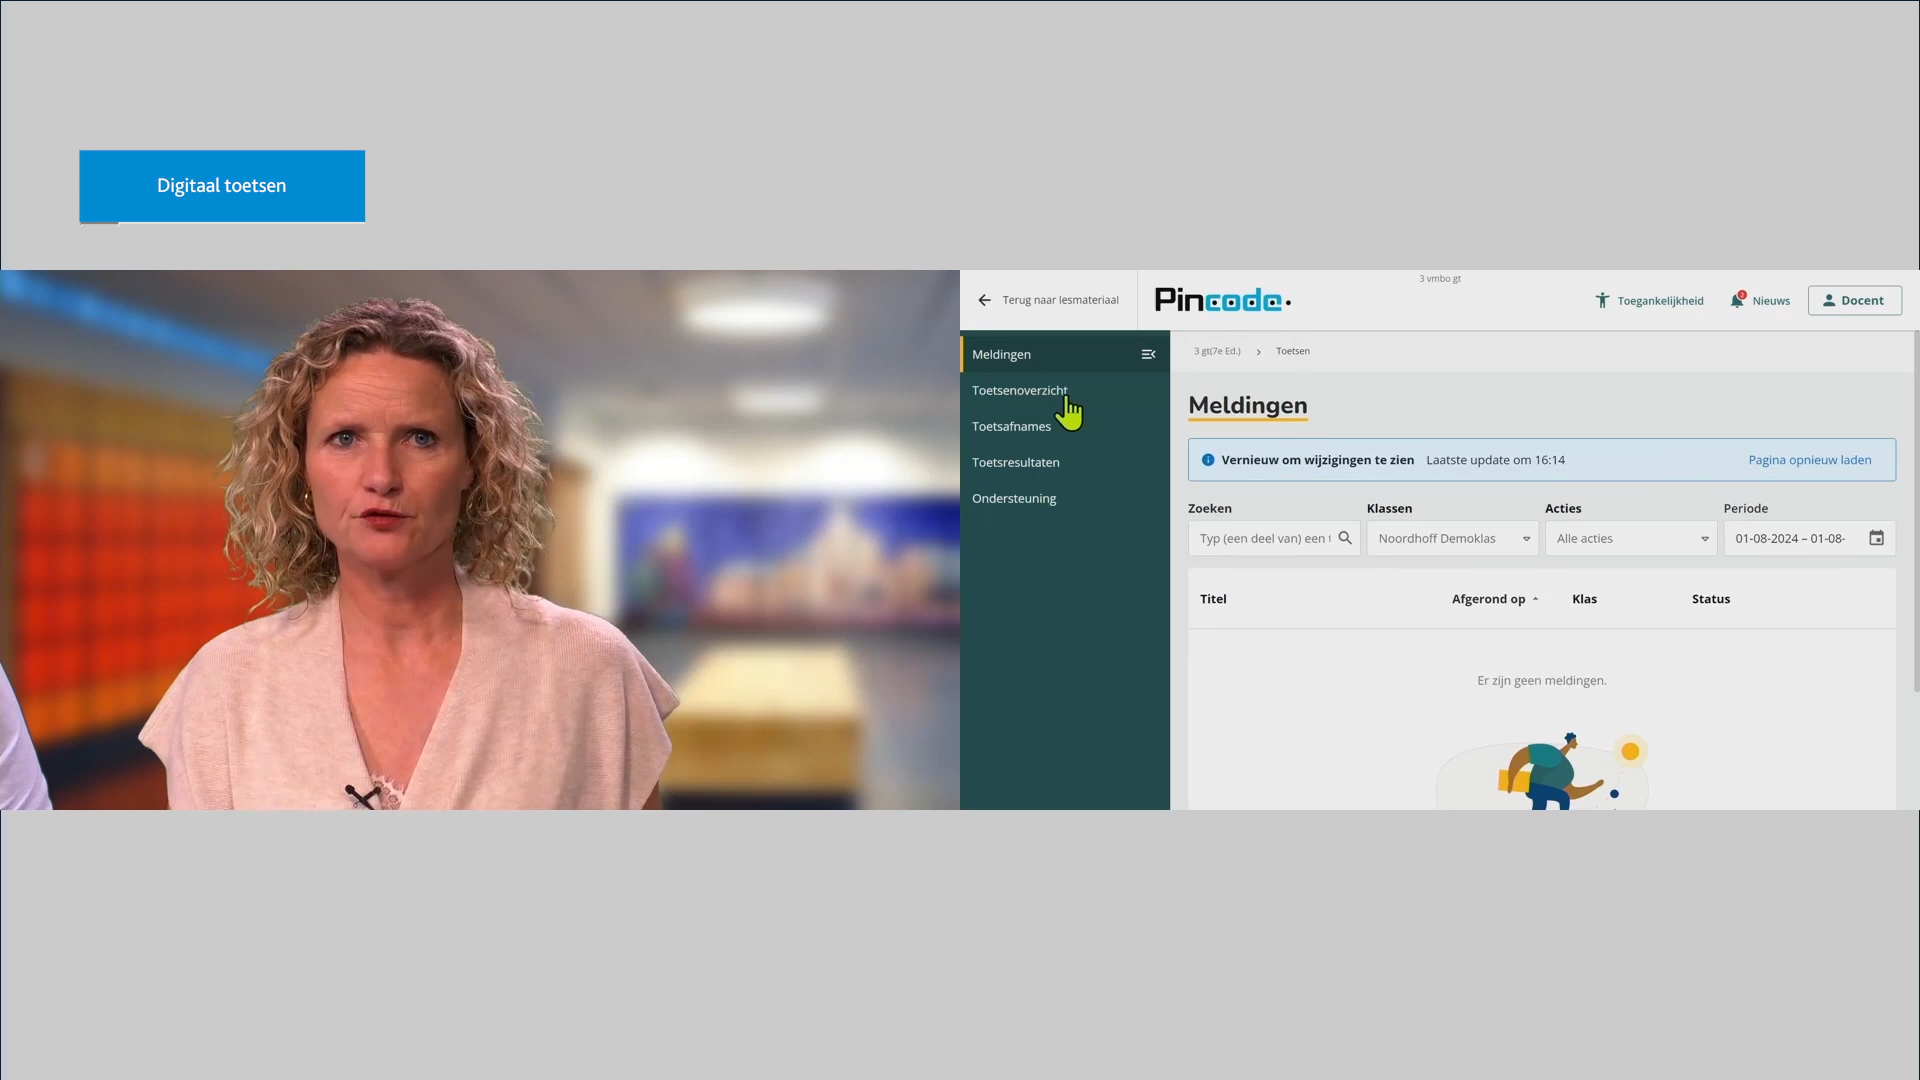 Digitaal toetsen
3 vmbo gt
Terug naar lesmateriaal
Pincode.
Toegankelijkheid
2
Nieuws
Docent
Meldingen
Toetsenoverzicht
Toetsafnames
Toetsresultaten
Ondersteuning
3 gt(7e Ed.) > Toetsen
Meldingen
Vernieuw om wijzigingen te zien Laatste update om 16:14 Pagina opnieuw laden
Zoeken Klassen Acties Periode
Typ (een deel van) een Noordhoff Demoklas Alle acties 01-08-2024 – 01-08-
Titel Afgerond op Klas Status
Er zijn geen meldingen.